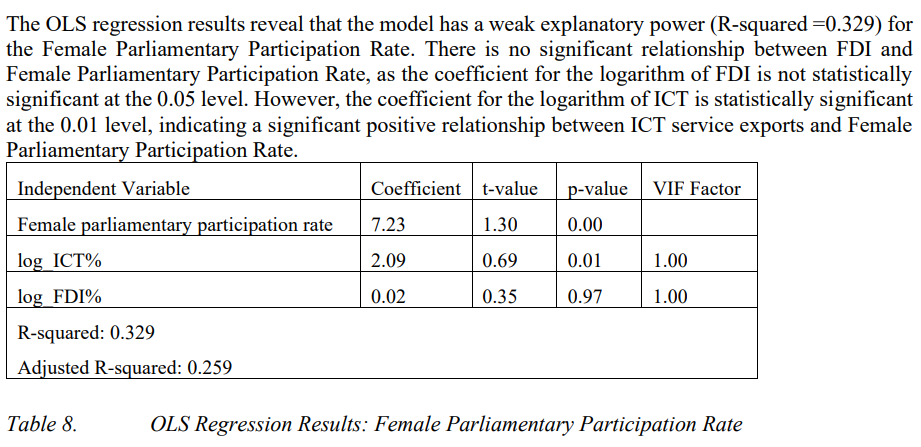 The OLS regression results reveal that the model has a weak explanatory power (R-squared =0.329) for
the Female Parliamentary Participation Rate. There is no significant relationship between FDI and
Female Parliamentary Participation Rate, as the coefficient for the logarithm of FDI is not statistically
significant at the 0.05 level. However, the coefficient for the logarithm of ICT is statistically significant
at the 0.01 level, indicating a significant positive relationship between ICT service exports and Female
Parliamentary Participation Rate.
Independent Variable Coefficient t-value p-value VIF Factor
Female parliamentary participation rate 7.23 1.30 0.00
log_ICT% 2.09 0.69 0.01 1.00
log_FDI% 0.02 0.35 0.97 1.00
R-squared: 0.329
Adjusted R-squared: 0.259
Table 8. OLS Regression Results: Female Parliamentary Participation Rate